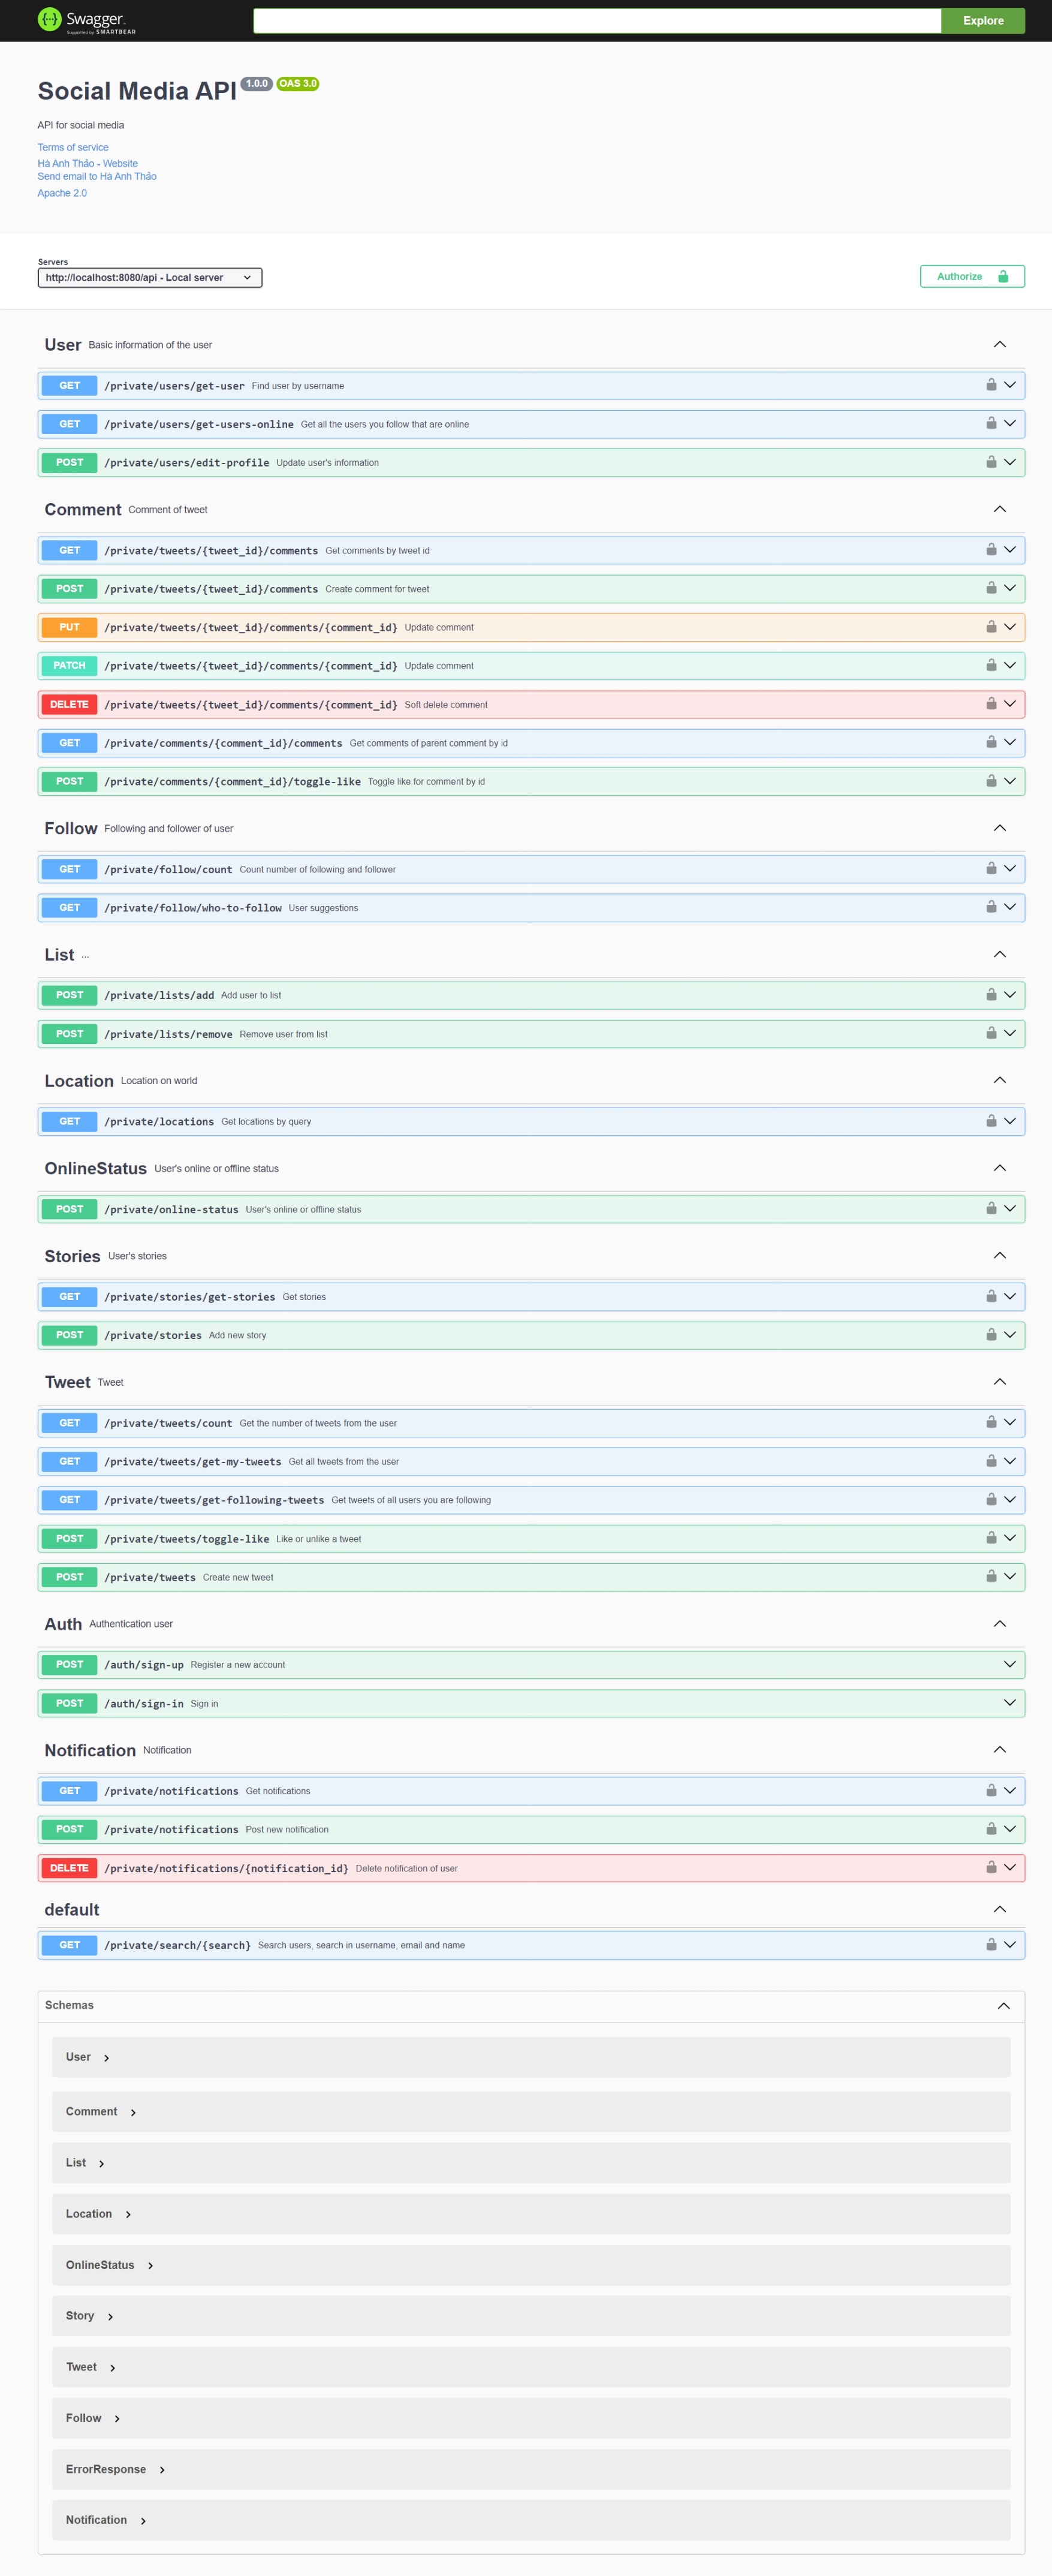 Swagger.
Supported by SMARTBEAR
Explore
Social Media API 1.0.0 OAS 3.0
API for social media
Terms of service
Hà Anh Thảo - Website
Send email to Hà Anh Thảo
Apache 2.0
Servers
http://localhost:8080/api - Local server
Authorize
User Basic information of the user
GET /private/users/get-user Find user by username
GET /private/users/get-users-online Get all the users you follow that are online
POST /private/users/edit-profile Update user's information
Comment Comment of tweet
GET /private/tweets/{tweet_id}/comments Get comments by tweet id
POST /private/tweets/{tweet_id}/comments Create comment for tweet
PUT /private/tweets/{tweet_id}/comments/{comment_id} Update comment
PATCH /private/tweets/{tweet_id}/comments/{comment_id} Update comment
DELETE /private/tweets/{tweet_id}/comments/{comment_id} Soft delete comment
GET /private/comments/{comment_id}/comments Get comments of parent comment by id
POST /private/comments/{comment_id}/toggle-like Toggle like for comment by id
Follow Following and follower of user
GET /private/follow/count Count number of following and follower
GET /private/follow/who-to-follow User suggestions
List ...
POST /private/lists/add Add user to list
POST /private/lists/remove Remove user from list
Location Location on world
GET /private/locations Get locations by query
OnlineStatus User's online or offline status
POST /private/online-status User's online or offline status
Stories User's stories
GET /private/stories/get-stories Get stories
POST /private/stories Add new story
Tweet Tweet
GET /private/tweets/count Get the number of tweets from the user
GET /private/tweets/get-my-tweets Get all tweets from the user
GET /private/tweets/get-following-tweets Get tweets of all users you are following
POST /private/tweets/toggle-like Like or unlike a tweet
POST /private/tweets Create new tweet
Auth Authentication user
POST /auth/sign-up Register a new account
POST /auth/sign-in Sign in
Notification Notification
GET /private/notifications Get notifications
POST /private/notifications Post new notification
DELETE /private/notifications/{notification_id} Delete notification of user
default
GET /private/search/{search} Search users, search in username, email and name
Schemas
User
Comment
List
Location
OnlineStatus
Story
Tweet
Follow
ErrorResponse
Notification